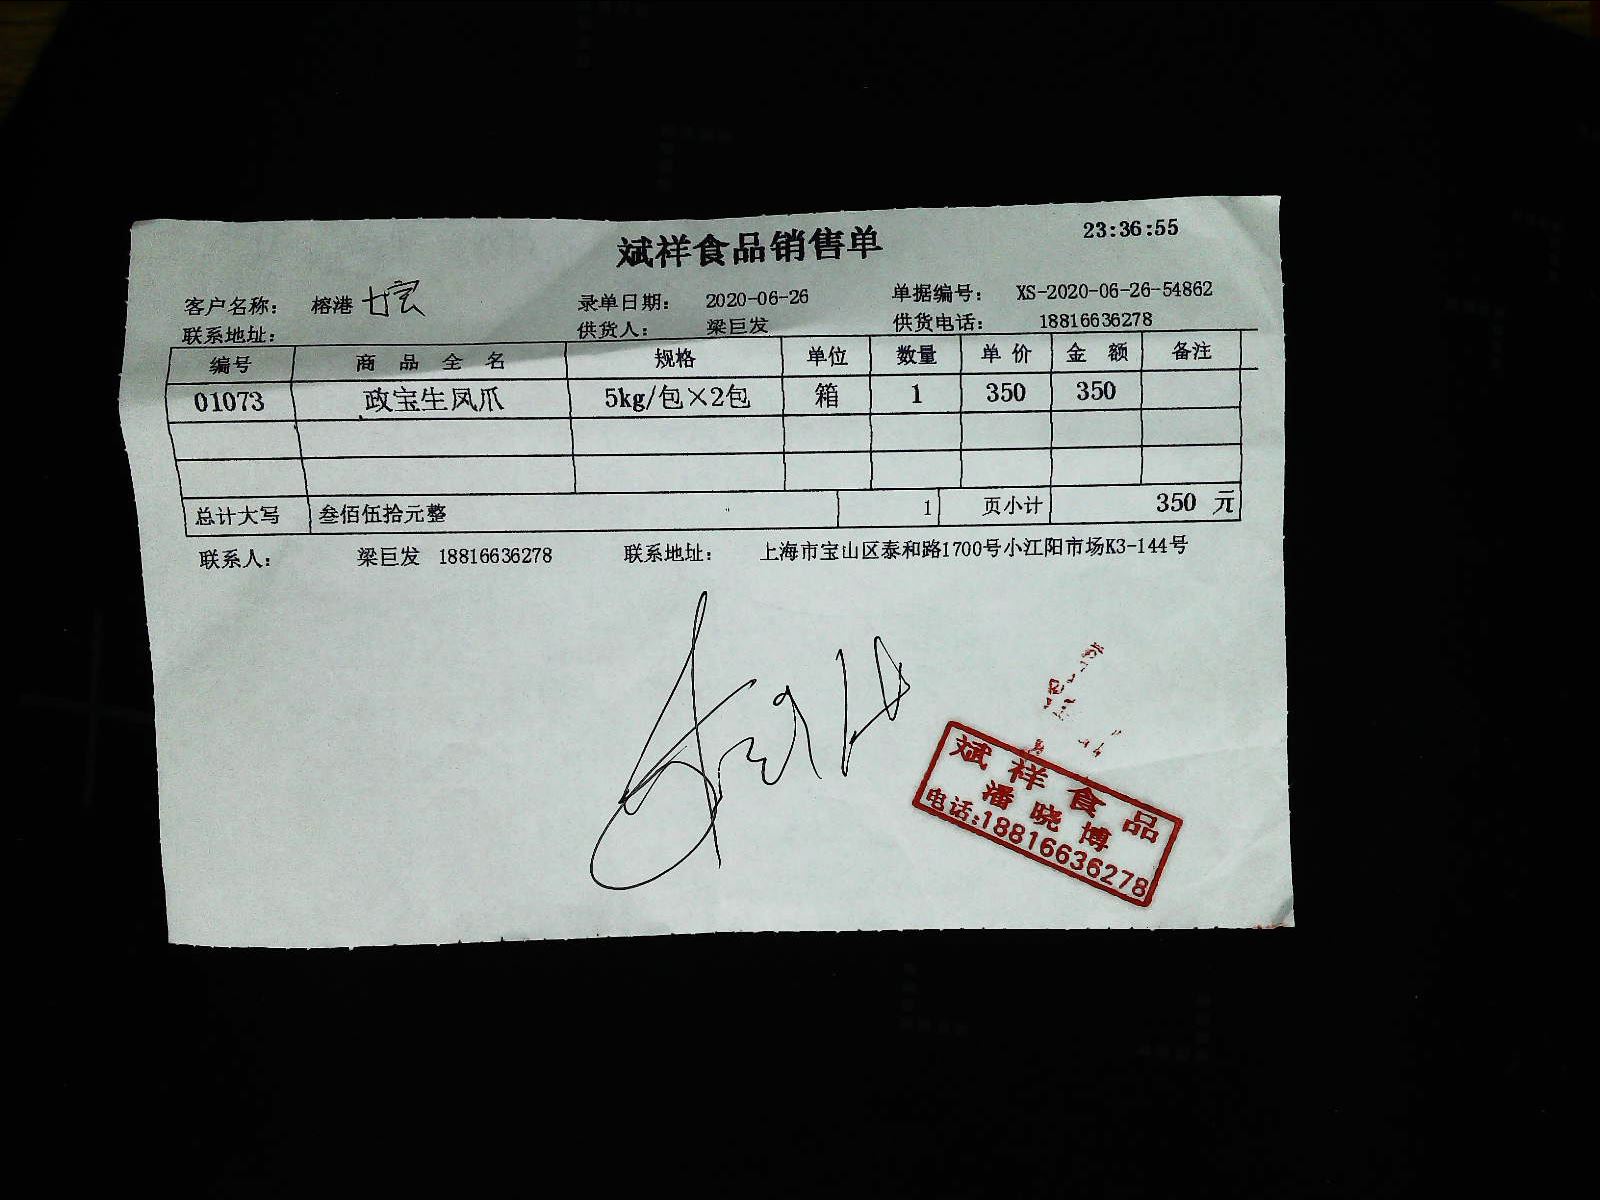 斌祥食品销售单 23:36:55
客户名称： 榕港 七宝 录单日期： 2020-06-26 单据编号： XS-2020-06-26-54862
联系地址： 供货人： 梁巨发 供货电话： 18816636278
编号 商品全名 规格 单位 数量 单价 金额 备注
01073 政宝生凤爪 5kg/包×2包 箱 1 350 350
总计大写 叁佰伍拾元整 1 页小计 350 元
联系人： 梁巨发 18816636278 联系地址： 上海市宝山区泰和路1700号小江阳市场K3-144号
斌祥食品
潘晓博
电话:18816636278